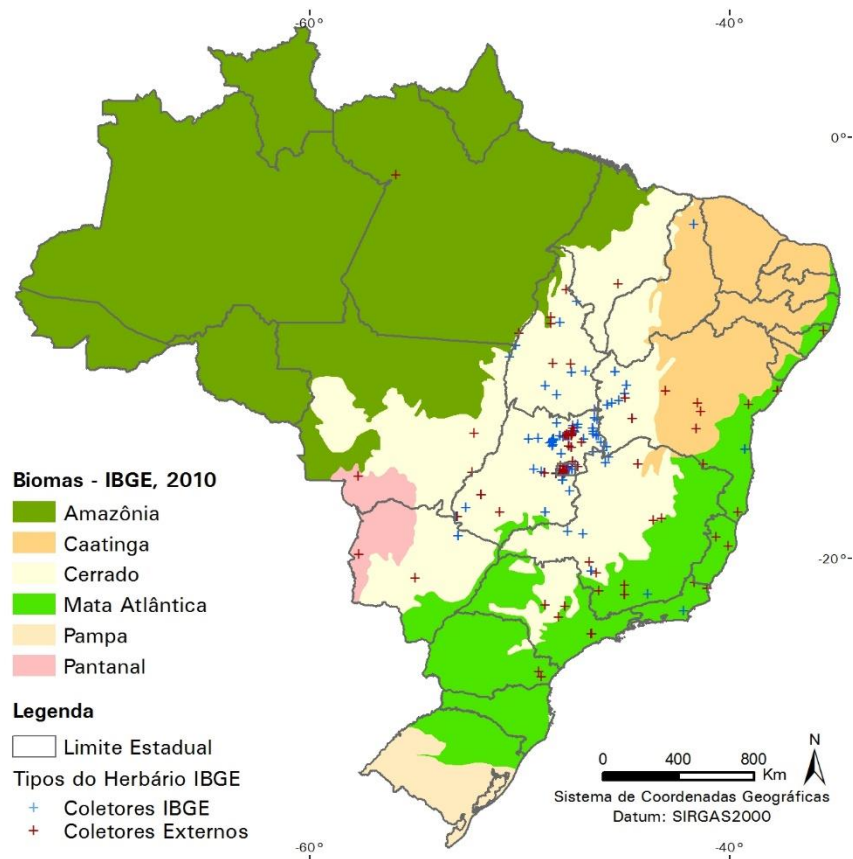 -60°
-40°
0°
-20°
Biomas - IBGE, 2010
Amazônia
Caatinga
Cerrado
Mata Atlântica
Pampa
Pantanal
Legenda
Limite Estadual
Tipos do Herbário IBGE
Coletores IBGE
Coletores Externos
N
0 400 800
Km
Sistema de Coordenadas Geográficas
Datum: SIRGAS2000
-60°
-40°